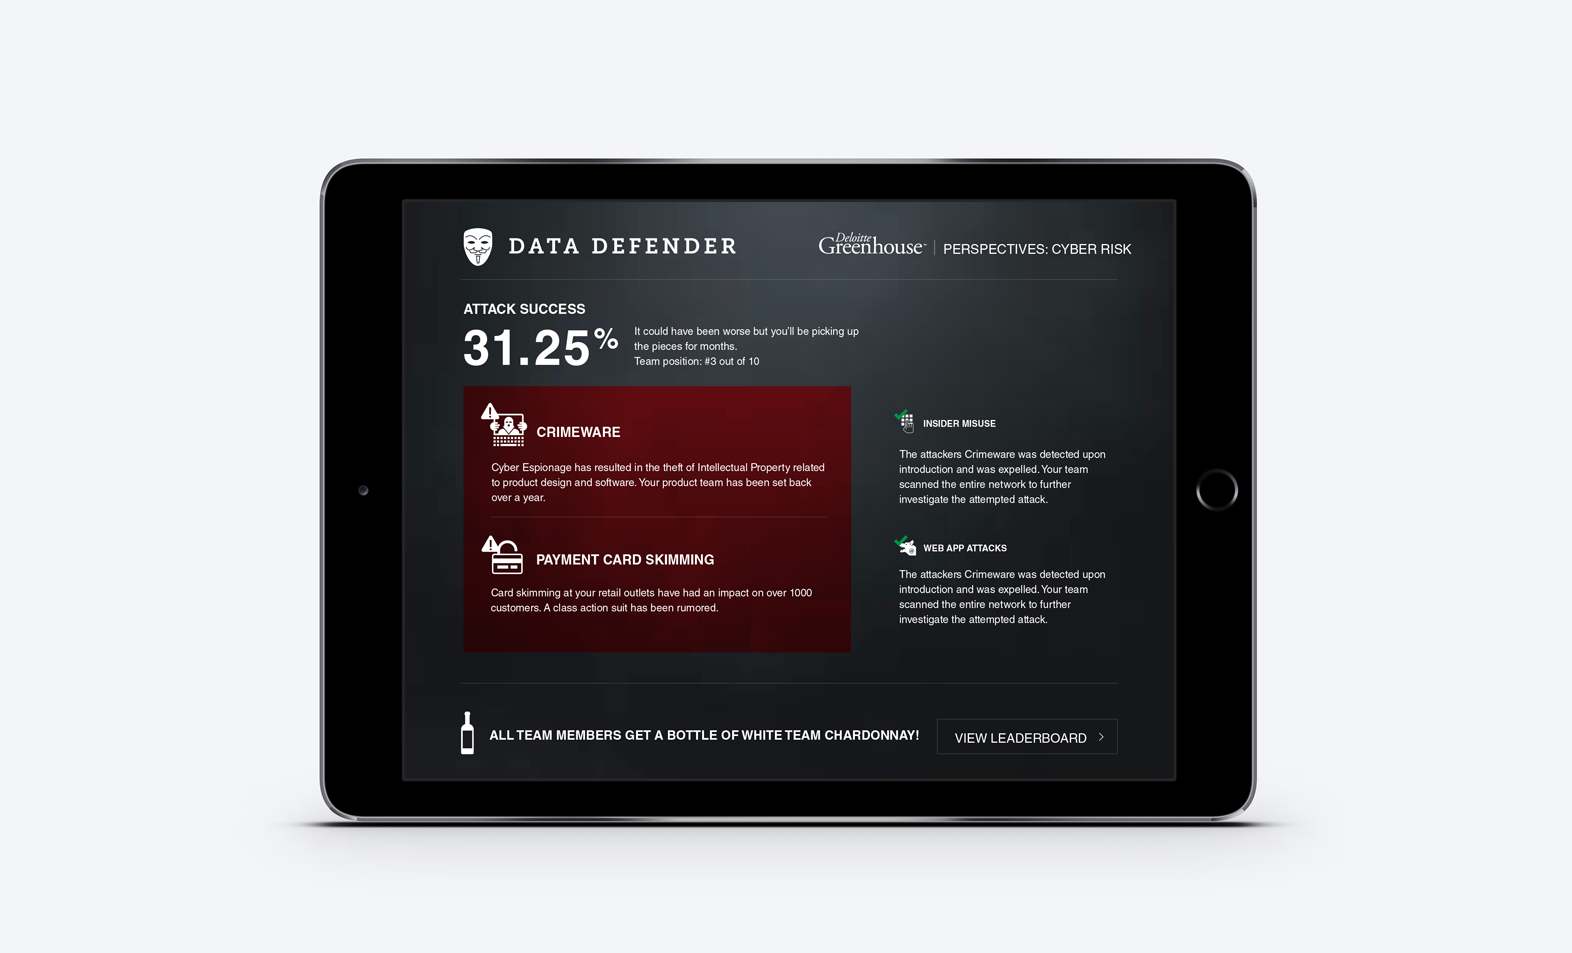 DATA DEFENDER
Deloitte
Greenhouse™ | PERSPECTIVES: CYBER RISK
ATTACK SUCCESS
31.25%
It could have been worse but you'll be picking up
the pieces for months.
Team position: #3 out of 10
CRIMEWARE
Cyber Espionage has resulted in the theft of Intellectual Property related
to product design and software. Your product team has been set back
over a year.
PAYMENT CARD SKIMMING
Card skimming at your retail outlets have had an impact on over 1000
customers. A class action suit has been rumored.
INSIDER MISUSE
The attackers Crimeware was detected upon
introduction and was expelled. Your team
scanned the entire network to further
investigate the attempted attack.
WEB APP ATTACKS
The attackers Crimeware was detected upon
introduction and was expelled. Your team
scanned the entire network to further
investigate the attempted attack.
ALL TEAM MEMBERS GET A BOTTLE OF WHITE TEAM CHARDONNAY!
VIEW LEADERBOARD >